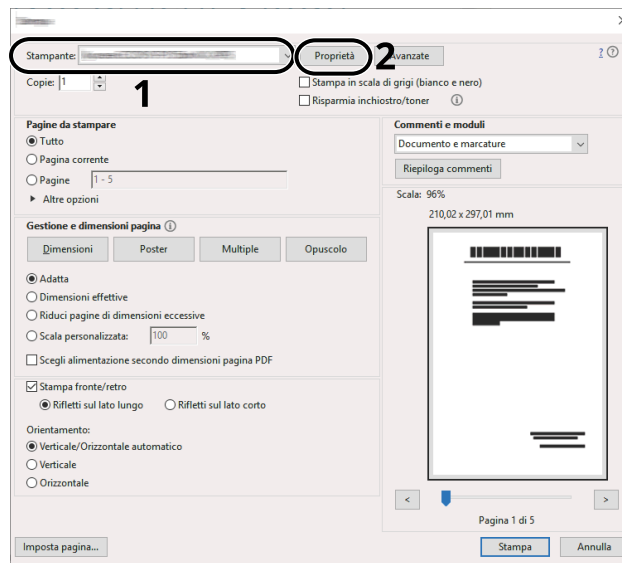 Stampante:
Proprietà
2
Avanzate
?
Copie: 1
1
Stampa in scala di grigi (bianco e nero)
Risparmia inchiostro/toner
Pagine da stampare
Tutto
Pagina corrente
Pagine 1 - 5
Altre opzioni
Commenti e moduli
Documento e marcature
Riepiloga commenti
Scala: 96%
210,02 x 297,01 mm
Gestione e dimensioni pagina
Dimensioni Poster Multiple Opuscolo
Adatta
Dimensioni effettive
Riduci pagine di dimensioni eccessive
Scala personalizzata: 100 %
Scegli alimentazione secondo dimensioni pagina PDF
Stampa fronte/retro
Rifletti sul lato lungo Rifletti sul lato corto
Orientamento:
Verticale/Orizzontale automatico
Verticale
Orizzontale
< >
Pagina 1 di 5
Imposta pagina... Stampa Annulla